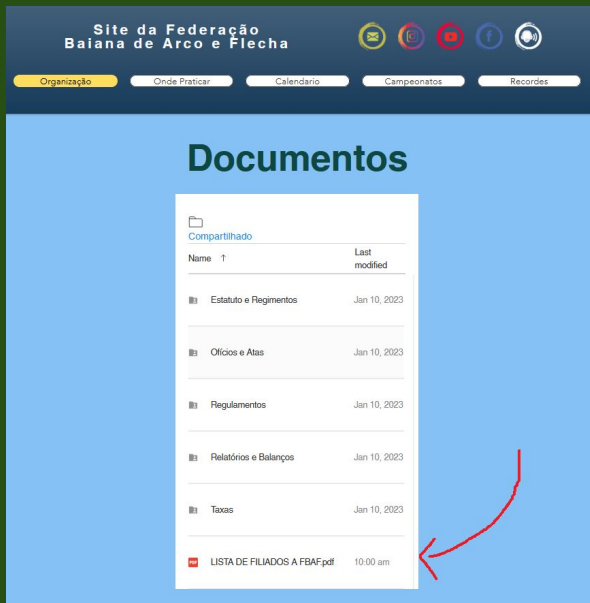 Site da Federação
Baiana de Arco e Flecha
Organização
Onde Praticar
Calendario
Campeonatos
Recordes
Documentos
Compartilhado
Name ↑
Last
modified
Estatuto e Regimentos
Jan 10, 2023
Ofícios e Atas
Jan 10, 2023
Regulamentos
Jan 10, 2023
Relatórios e Balanços
Jan 10, 2023
Taxas
Jan 10, 2023
PDF
LISTA DE FILIADOS A FBAF.pdf
10:00 am